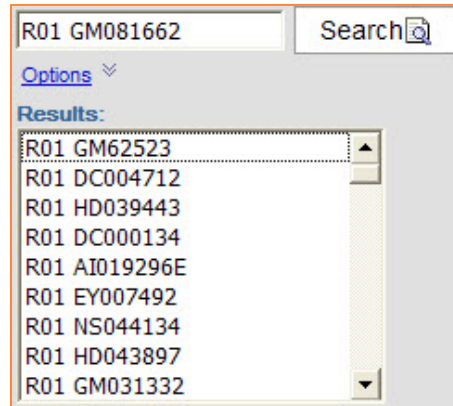 R01 GM081662 Search
Options
Results:
R01 GM62523
R01 DC004712
R01 HD039443
R01 DC000134
R01 AI019296E
R01 EY007492
R01 NS044134
R01 HD043897
R01 GM031332